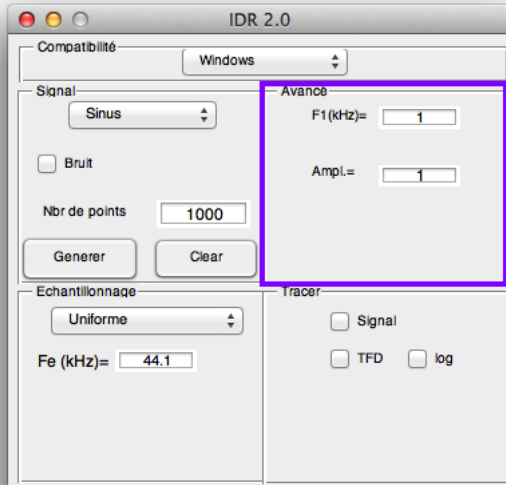 IDR 2.0
Compatibilité
Windows
Signal
Sinus
Bruit
Nbr de points 1000
Generer Clear
Avancé
F1(kHz)= 1
Ampl.= 1
Echantillonnage
Uniforme
Fe (kHz)= 44.1
Tracer
Signal
TFD log